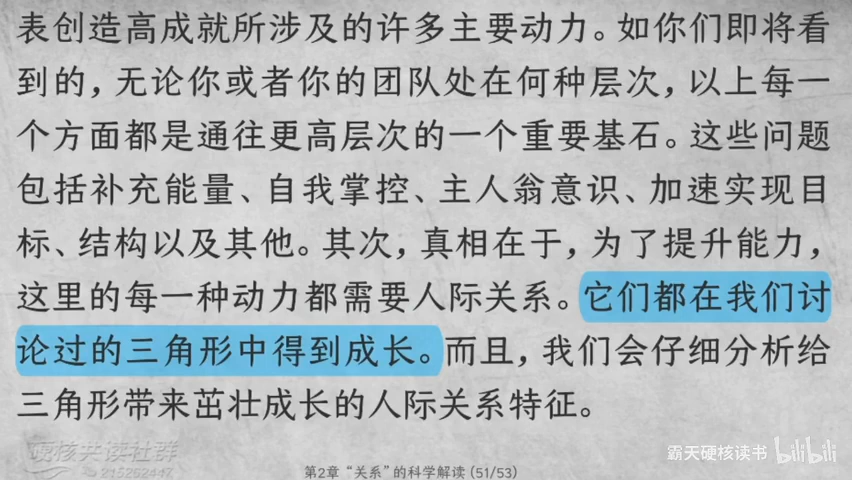 表创造高成就所涉及的许多主要动力。如你们即将看
到的，无论你或者你的团队处在何种层次，以上每一
个方面都是通往更高层次的一个重要基石。这些问题
包括补充能量、自我掌控、主人翁意识、加速实现目
标、结构以及其他。其次，真相在于，为了提升能力，
这里的每一种动力都需要人际关系。它们都在我们讨
论过的三角形中得到成长。而且，我们会仔细分析给
三角形带来茁壮成长的人际关系特征。
硬核共读社群
215262447
霸天硬核读书 bilibili
第2章“关系”的科学解读(51/53)